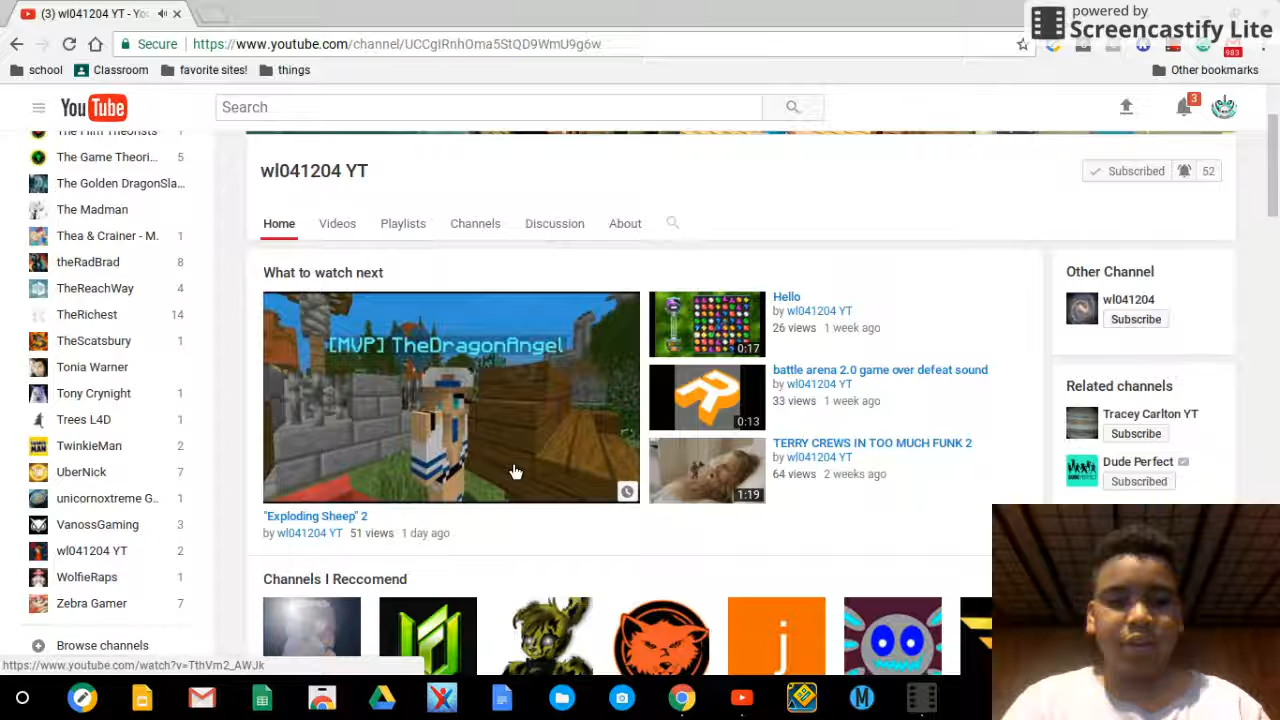 (3) wl041204 YT - Yo
powered by
Screencastify Lite
Secure
https://www.youtube.com/channel/UCCgIRnhOma5StQD9WmU9g6w
983
school
Classroom
favorite sites!
things
Other bookmarks
YouTube
Search
3
The Film Theorists 1
The Game Theori... 5
The Golden DragonSla...
The Madman
Thea & Crainer - M. 1
theRadBrad 8
TheReachWay 4
TheRichest 14
TheScatsbury 1
Tonia Warner
Tony Crynight 1
Trees L4D 1
TwinkieMan 2
UberNick 7
unicornoxtreme G.. 1
VanossGaming 3
wl041204 YT 2
WolfieRaps 1
Zebra Gamer 7
Browse channels
https://www.youtube.com/watch?v=TthVm2_AWJk
wl041204 YT
Subscribed 52
Home Videos Playlists Channels Discussion About
What to watch next
[MVP] TheDragonAngel
"Exploding Sheep" 2
by wl041204 YT 51 views 1 day ago
Hello
by wl041204 YT
26 views 1 week ago
0:17
battle arena 2.0 game over defeat sound
by wl041204 YT
33 views 1 week ago
0:13
TERRY CREWS IN TOO MUCH FUNK 2
by wl041204 YT
64 views 2 weeks ago
1:19
Channels I Reccomend
j
Other Channel
wl041204
Subscribe
Related channels
Tracey Carlton YT
Subscribe
Dude Perfect
Subscribed